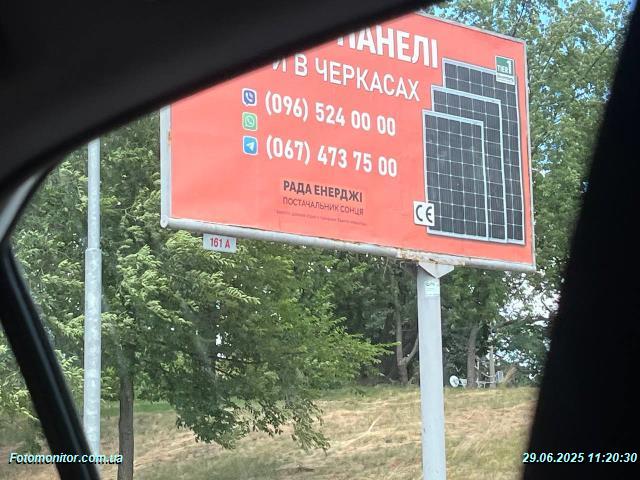 ПАНЕЛІ
И В ЧЕРКАСАХ
(096) 524 00 00
(067) 473 75 00
РАДА ЕНЕРДЖІ
ПОСТАЧАЛЬНИК СОНЦЯ
CE
161 А
Fotomonitor.com.ua
29.06.2025 11:20:30